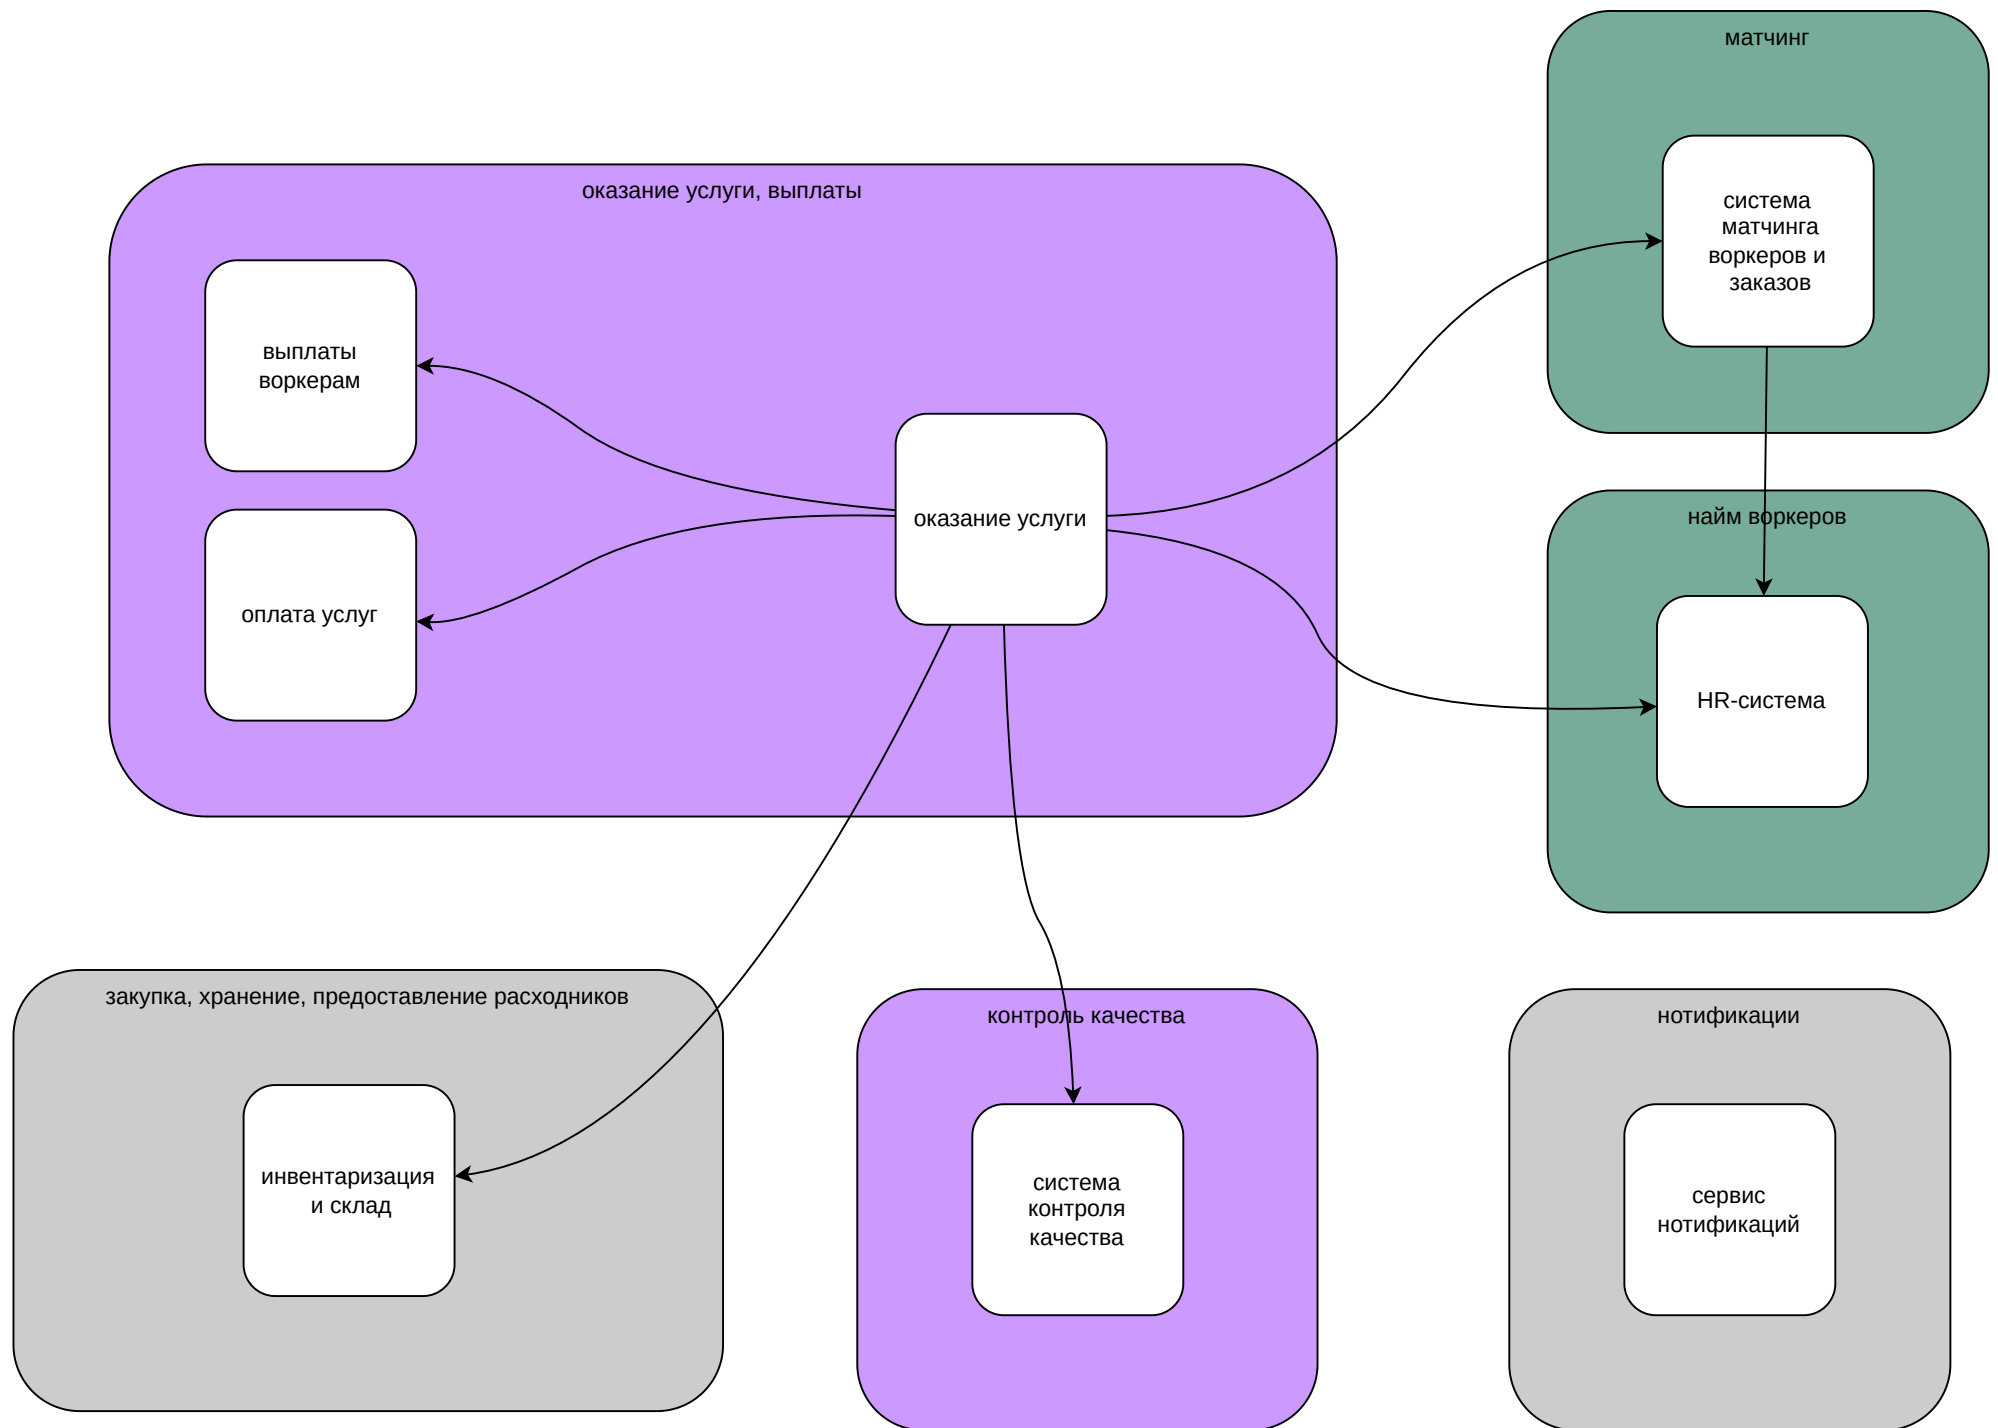 матчинг
система
матчинга
воркеров и
заказов
оказание услуги, выплаты
выплаты
воркерам
оказание услуги
оплата услуг
найм воркеров
HR-система
закупка, хранение, предоставление расходников
инвентаризация
и склад
контроль качества
система
контроля
качества
нотификации
сервис
нотификаций